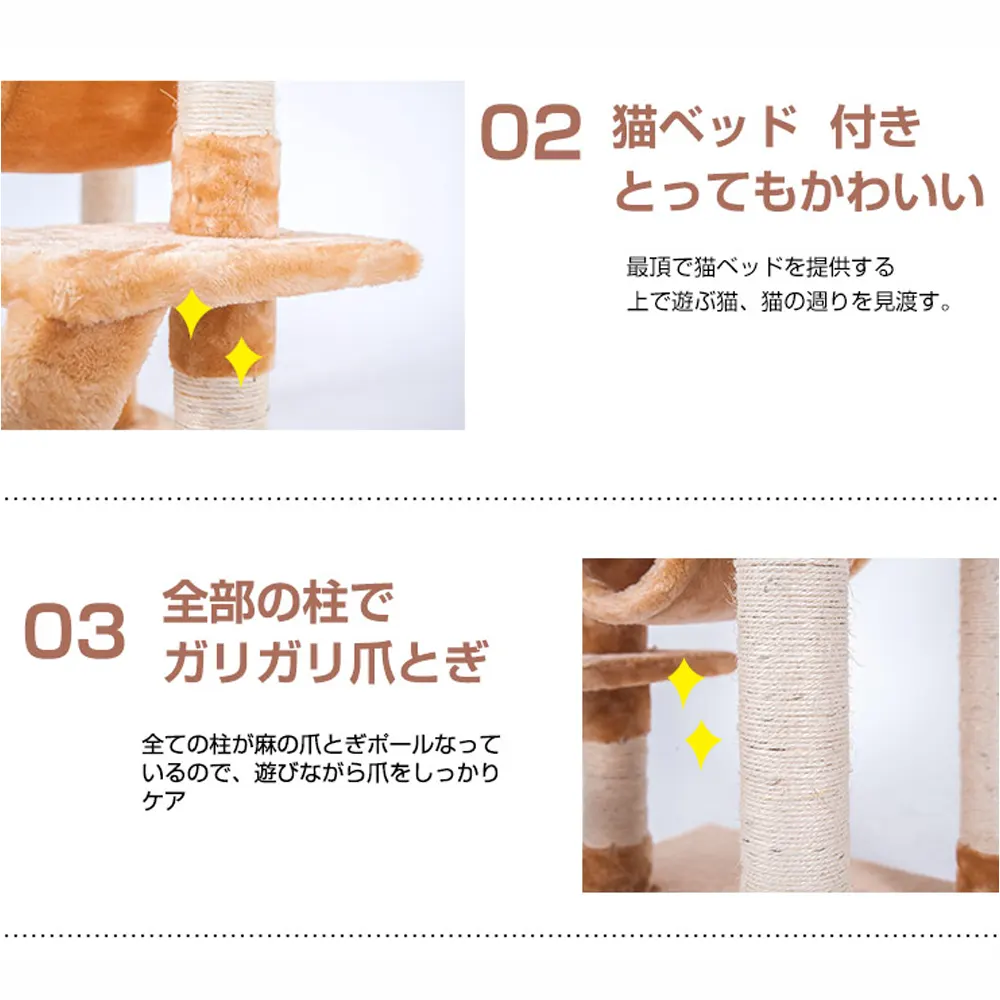 02
猫ベッド 付き
とってもかわいい
最頂で猫ベッドを提供する
上で遊ぶ猫、猫の週りを見渡す。
03
全部の柱で
ガリガリ爪とぎ
全ての柱が麻の爪とぎポールなって
いるので、遊びながら爪をしっかり
ケア